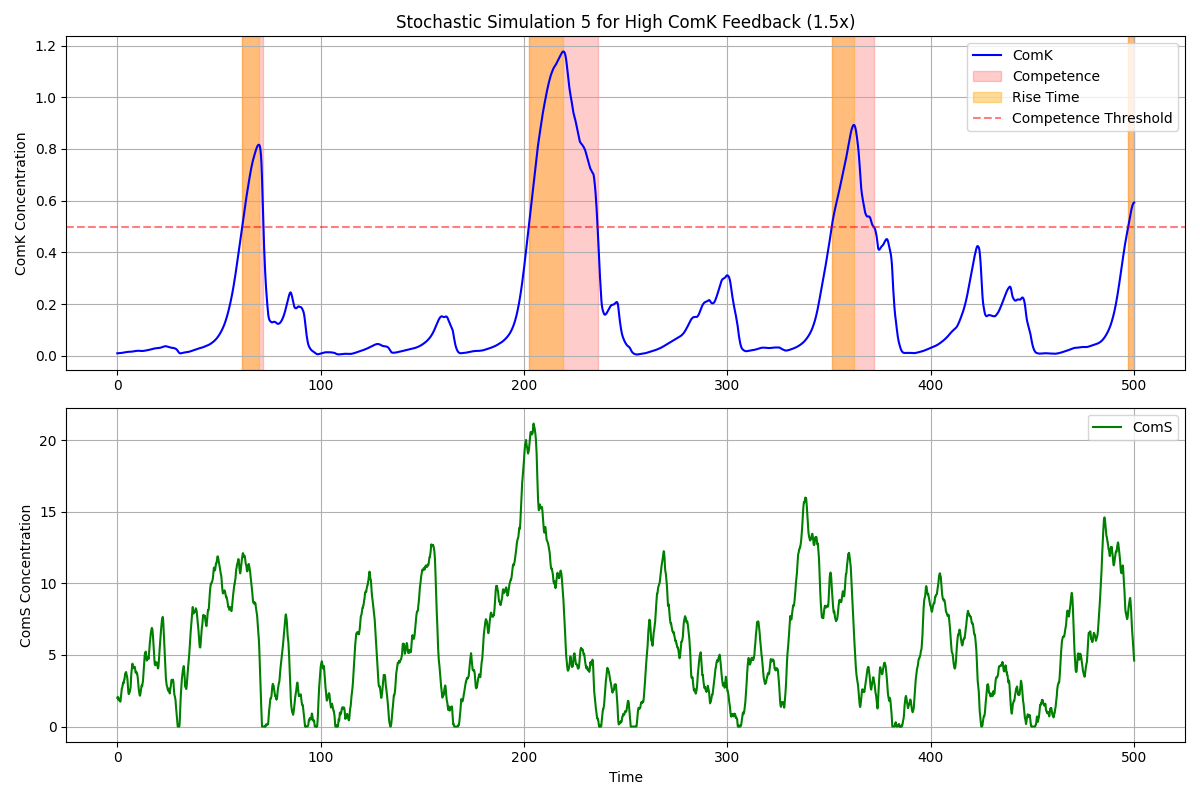 Stochastic Simulation 5 for High ComK Feedback (1.5x)
1.2
1.0
0.8
0.6
0.4
0.2
0.0
ComK Concentration
ComK
Competence
Rise Time
Competence Threshold
0 100 200 300 400 500
20
15
10
5
0
ComS Concentration
ComS
0 100 200 300 400 500
Time